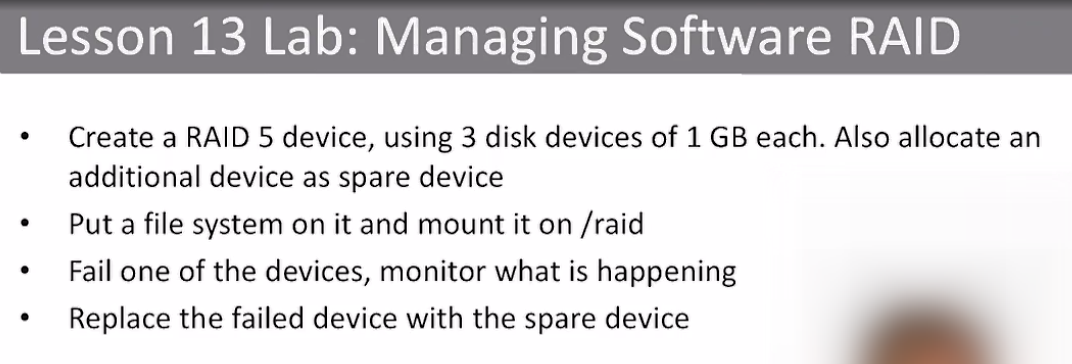 Lesson 13 Lab: Managing Software RAID
• Create a RAID 5 device, using 3 disk devices of 1 GB each. Also allocate an
additional device as spare device
• Put a file system on it and mount it on /raid
• Fail one of the devices, monitor what is happening
• Replace the failed device with the spare device